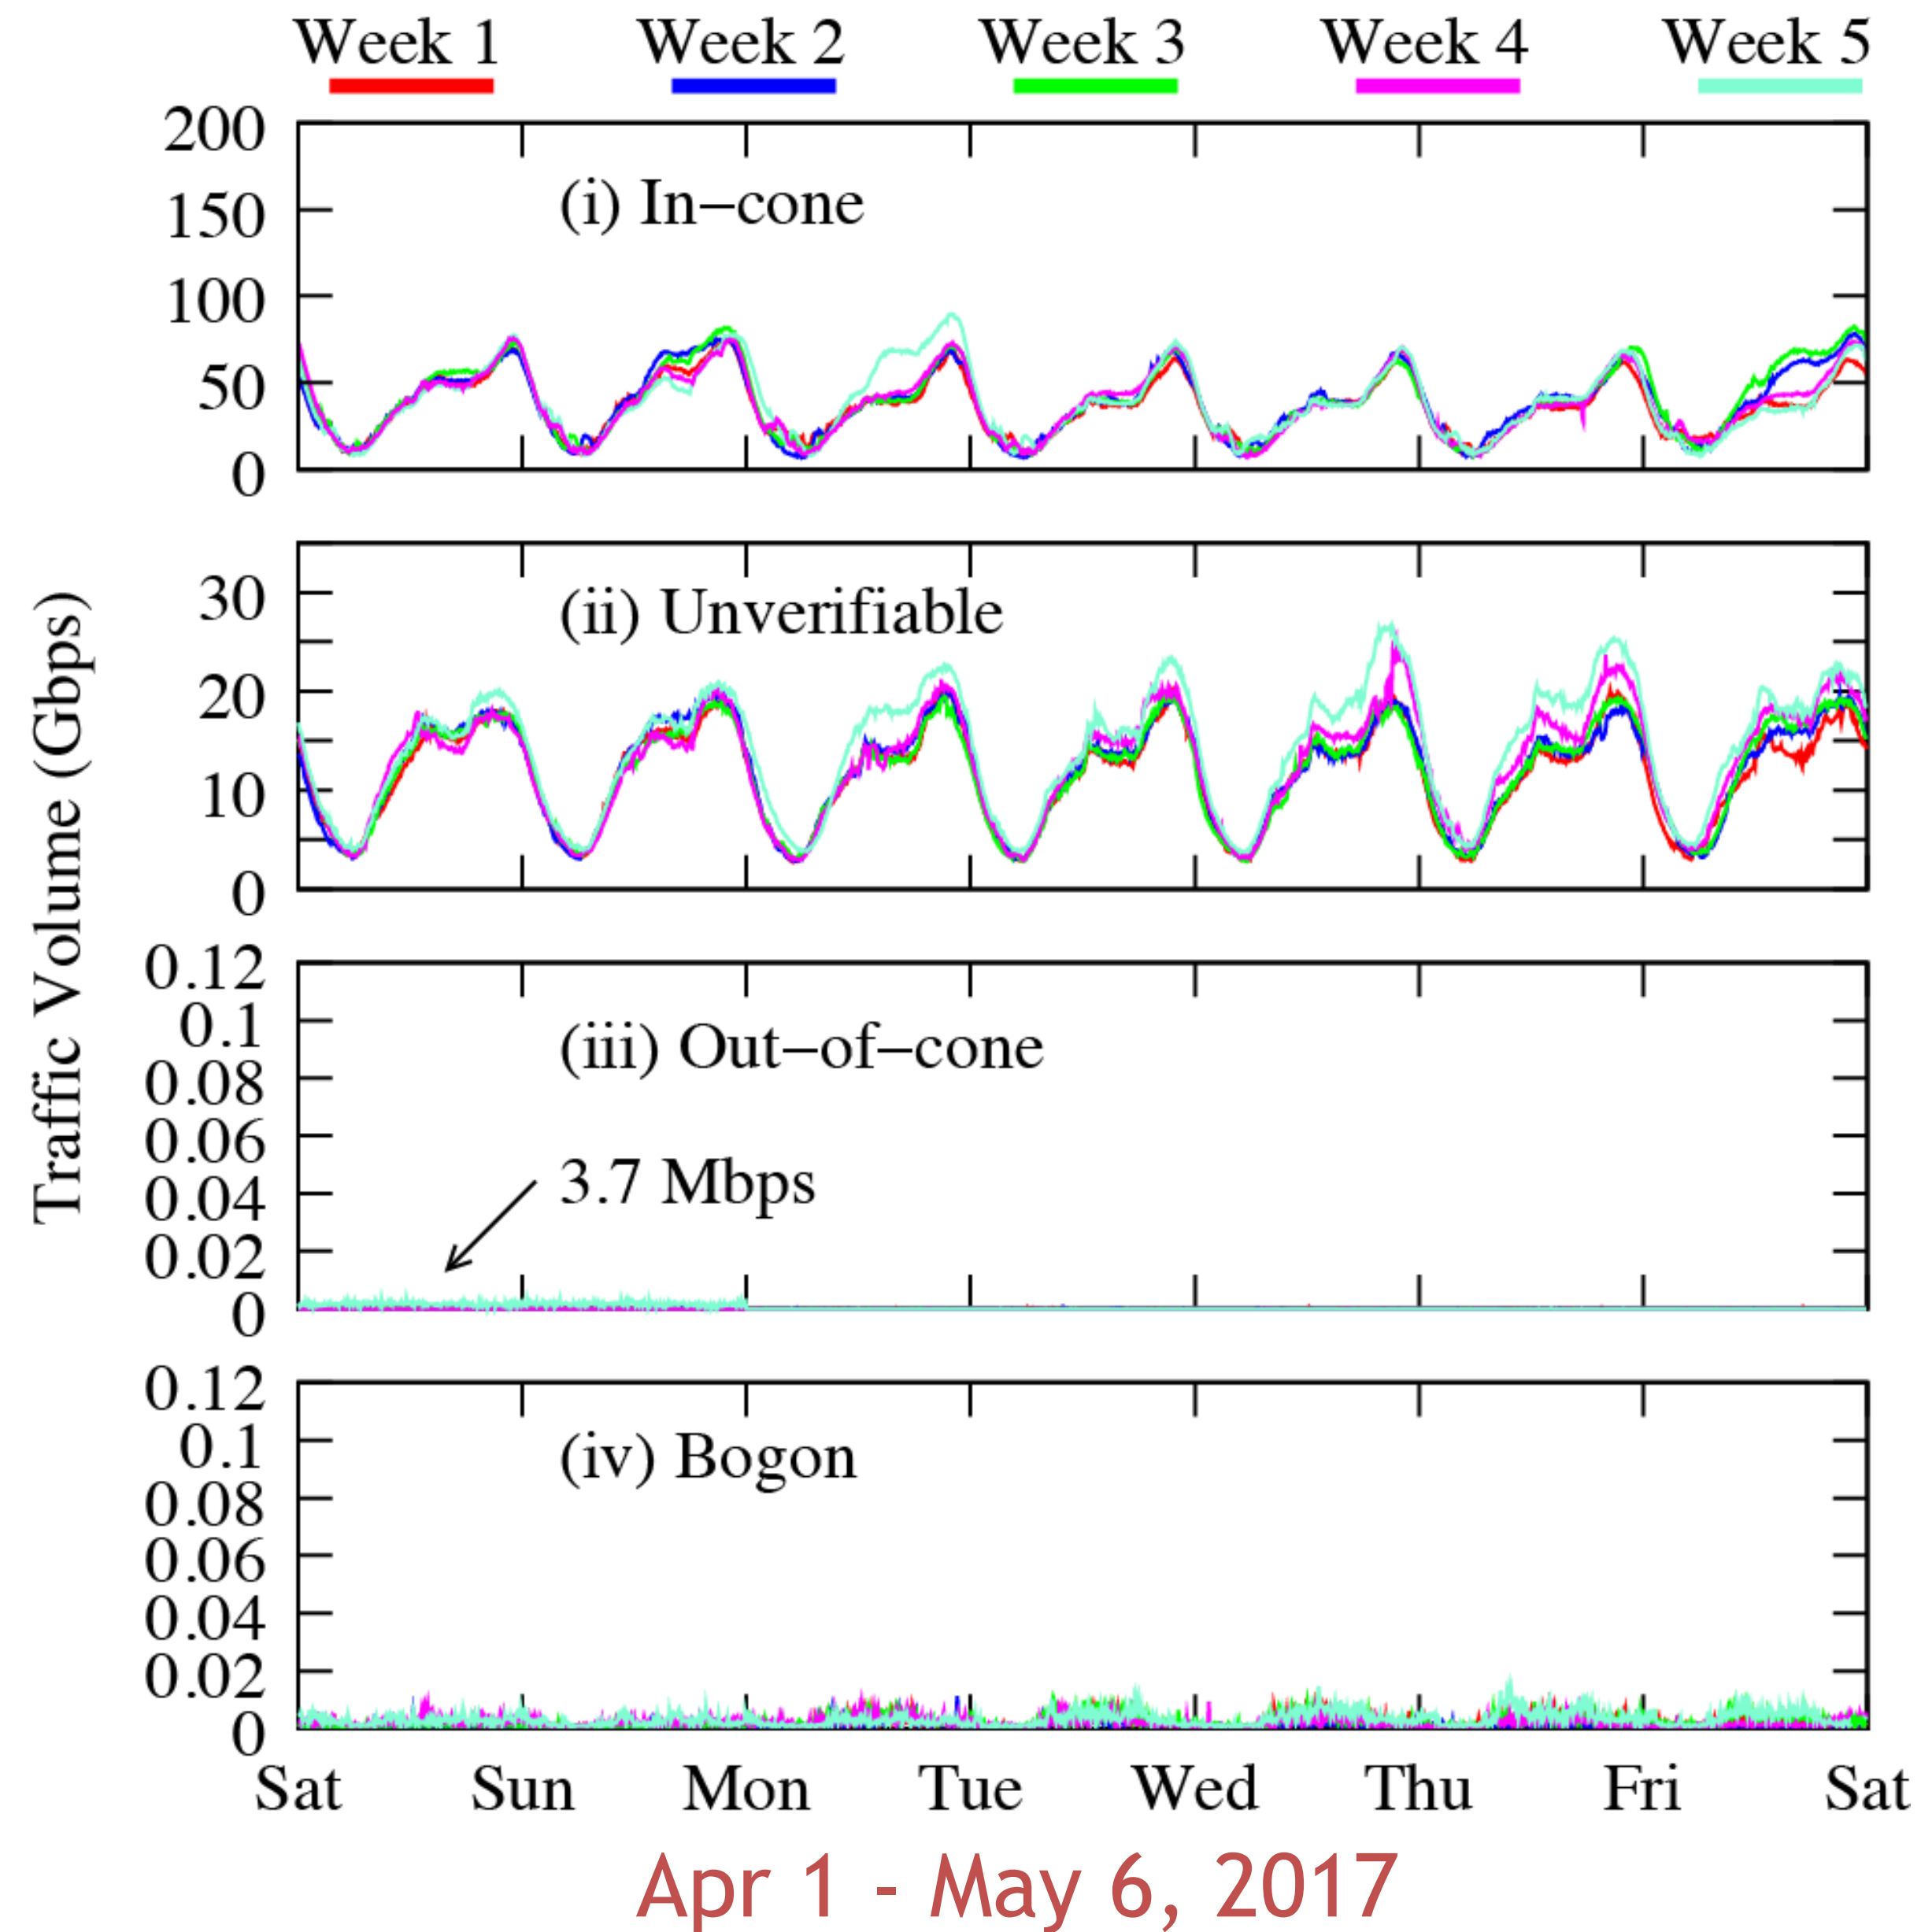 Week 1 Week 2 Week 3 Week 4 Week 5
Traffic Volume (Gbps)
200
150
100
50
0
(i) In−cone
30
20
10
0
(ii) Unverifiable
0.12
0.1
0.08
0.06
0.04
0.02
0
(iii) Out−of−cone
3.7 Mbps
0.12
0.1
0.08
0.06
0.04
0.02
0
(iv) Bogon
Sat Sun Mon Tue Wed Thu Fri Sat
Apr 1 - May 6, 2017